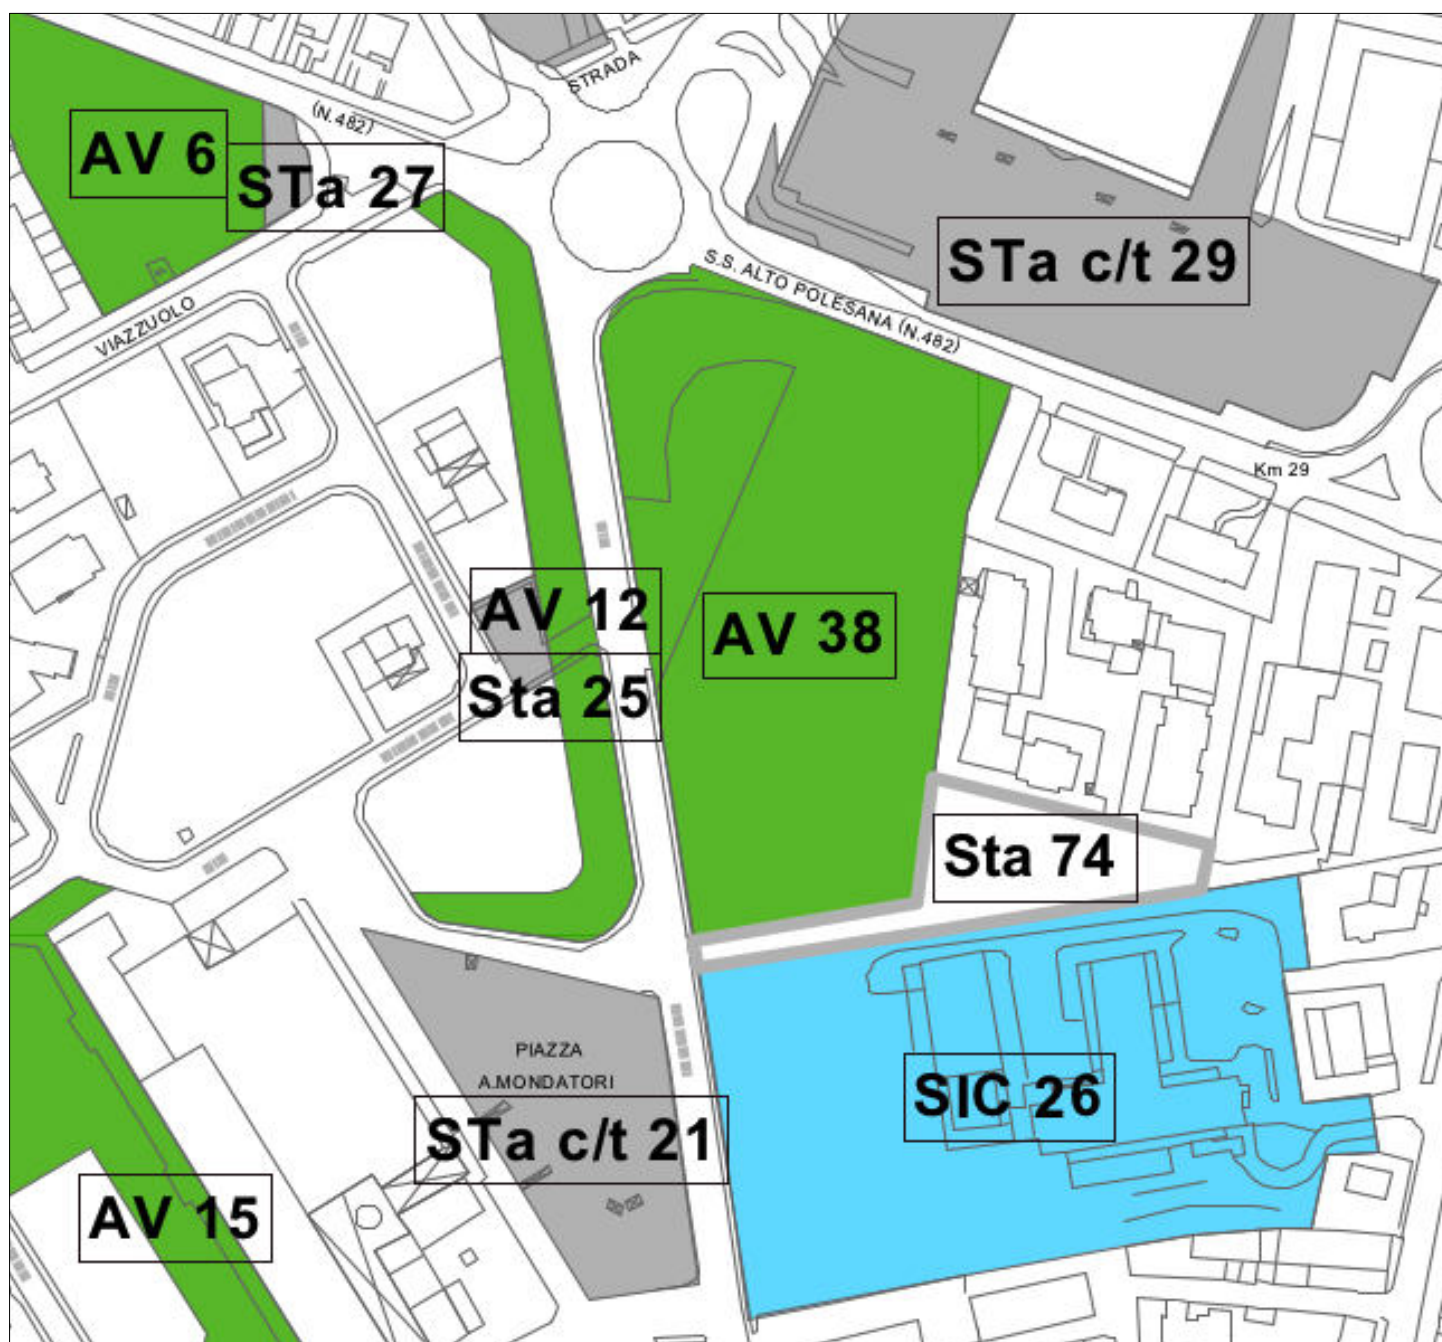 STRADA
(N.482)
AV 6
STa 27
STa c/t 29
S.S. ALTO POLESANA (N.482)
VIAZZUOLO
Km 29
AV 12
AV 38
Sta 25
Sta 74
PIAZZA
A.MONDATORI
SIC 26
STa c/t 21
AV 15